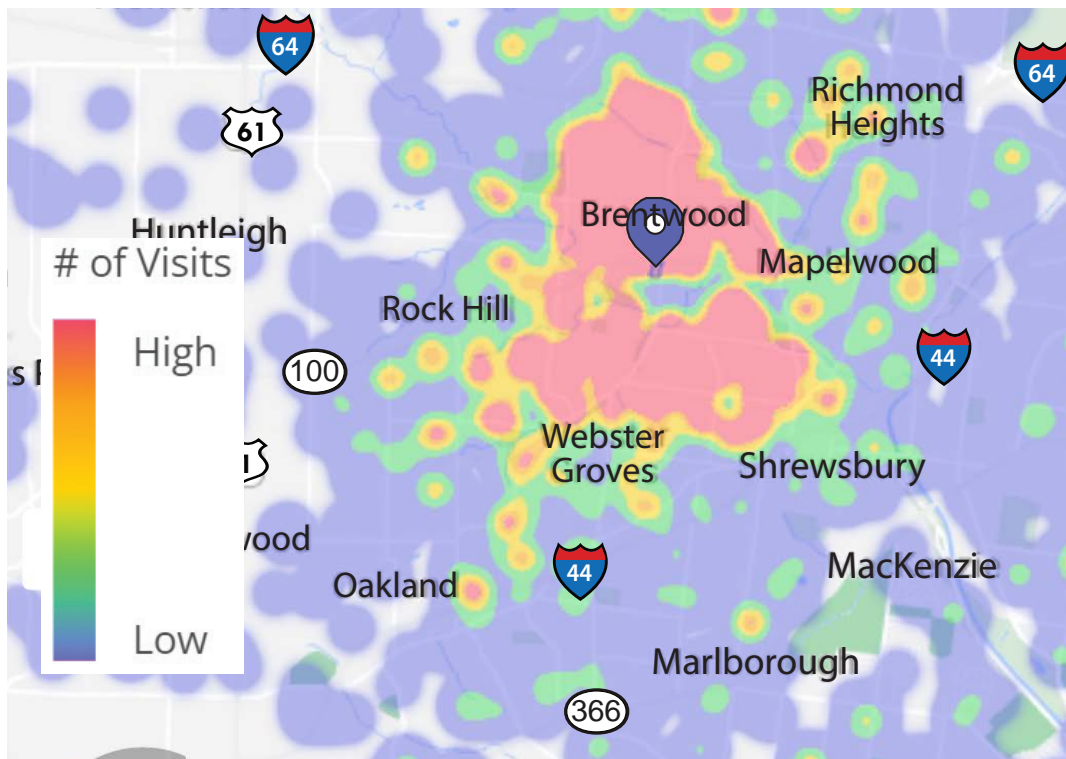 64
64
61
Richmond
Heights
Huntleigh
Brentwood
# of Visits
Mapelwood
High
Rock Hill
44
100
Webster
Groves
Shrewsbury
Oakland
44
MacKenzie
Low
Marlborough
366